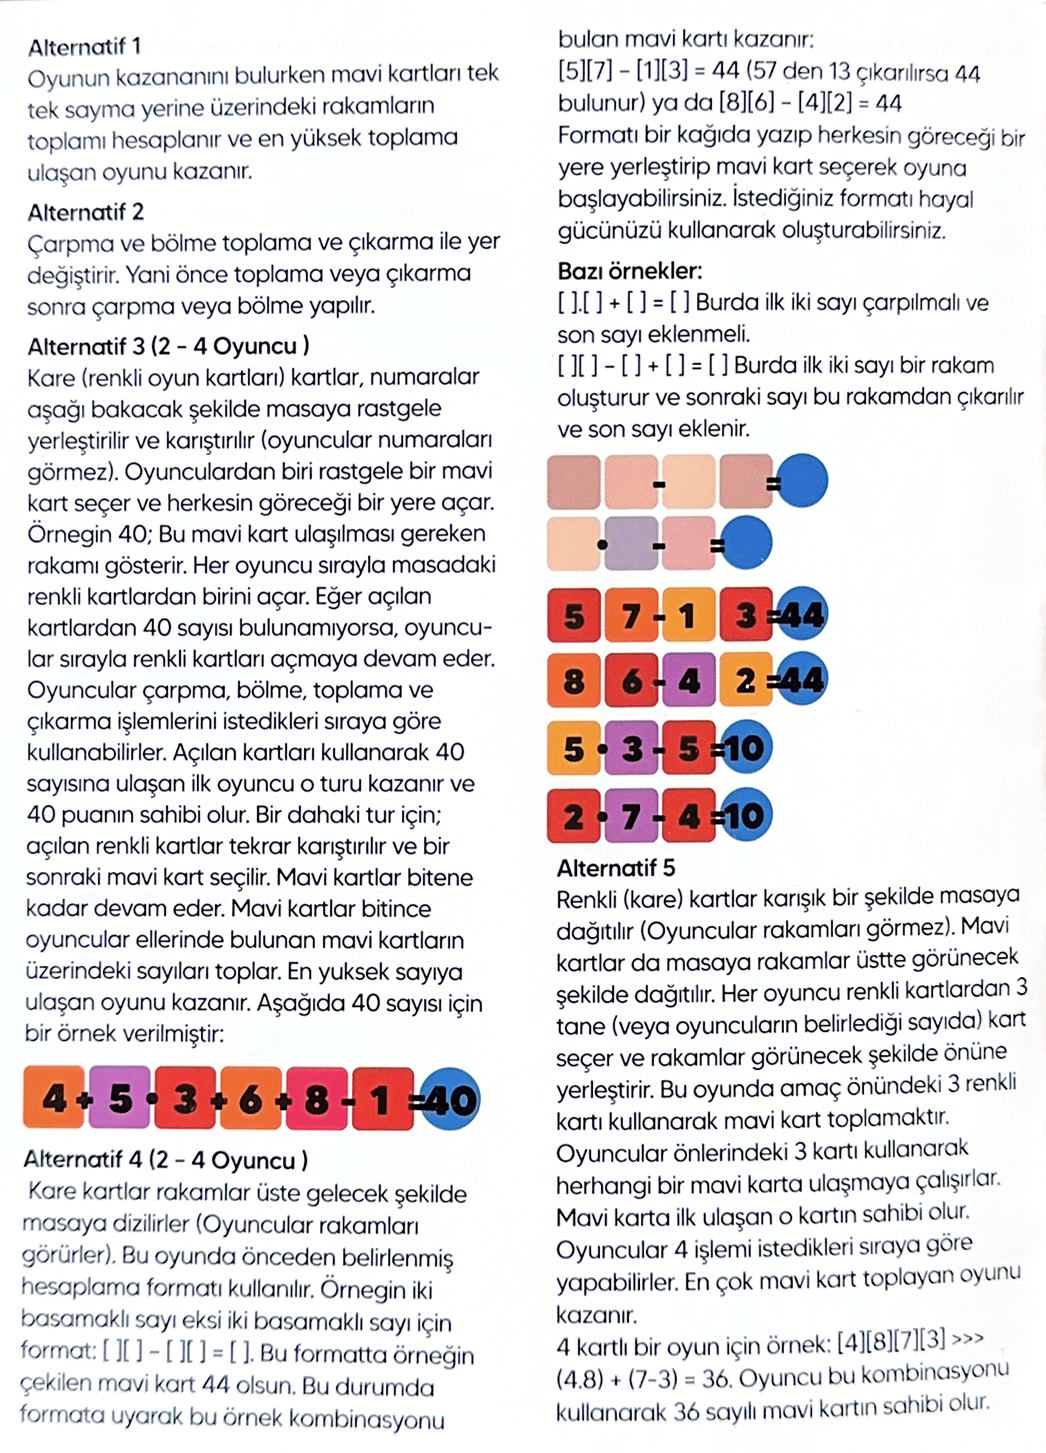 Alternatif 1
Oyunun kazananını bulurken mavi kartları tek
tek sayma yerine üzerindeki rakamların
toplamı hesaplanır ve en yüksek toplama
ulaşan oyunu kazanır.
Alternatif 2
Çarpma ve bölme toplama ve çıkarma ile yer
değiştirir. Yani önce toplama veya çıkarma
sonra çarpma veya bölme yapılır.
Alternatif 3 (2 - 4 Oyuncu )
Kare (renkli oyun kartları) kartlar, numaralar
aşağı bakacak şekilde masaya rastgele
yerleştirilir ve karıştırılır (oyuncular numaraları
görmez). Oyunculardan biri rastgele bir mavi
kart seçer ve herkesin göreceği bir yere açar.
Örnegin 40; Bu mavi kart ulaşılması gereken
rakamı gösterir. Her oyuncu sırayla masadaki
renkli kartlardan birini açar. Eğer açılan
kartlardan 40 sayısı bulunamıyorsa, oyuncu-
lar sırayla renkli kartları açmaya devam eder.
Oyuncular çarpma, bölme, toplama ve
çıkarma işlemlerini istedikleri sıraya göre
kullanabilirler. Açılan kartları kullanarak 40
sayısına ulaşan ilk oyuncu o turu kazanır ve
40 puanın sahibi olur. Bir dahaki tur için;
açılan renkli kartlar tekrar karıştırılır ve bir
sonraki mavi kart seçilir. Mavi kartlar bitene
kadar devam eder. Mavi kartlar bitince
oyuncular ellerinde bulunan mavi kartların
üzerindeki sayıları toplar. En yuksek sayıya
ulaşan oyunu kazanır. Aşağıda 40 sayısı için
bir örnek verilmiştir:
4 + 5 • 3 + 6 + 8 - 1 =40
Alternatif 4 (2 - 4 Oyuncu )
Kare kartlar rakamlar üste gelecek şekilde
masaya dizilirler (Oyuncular rakamları
görürler). Bu oyunda önceden belirlenmiş
hesaplama formatı kullanılır. Örnegin iki
basamaklı sayı eksi iki basamaklı sayı için
format: [ ][ ] - [ ][ ] = [ ]. Bu formatta örneğin
çekilen mavi kart 44 olsun. Bu durumda
formata uyarak bu örnek kombinasyonu
bulan mavi kartı kazanır:
[5][7] - [1][3] = 44 (57 den 13 çıkarılırsa 44
bulunur) ya da [8][6] - [4][2] = 44
Formatı bir kağıda yazıp herkesin göreceği bir
yere yerleştirip mavi kart seçerek oyuna
başlayabilirsiniz. İstediğiniz formatı hayal
gücünüzü kullanarak oluşturabilirsiniz.
Bazı örnekler:
[ ].[ ] + [ ] = [ ] Burda ilk iki sayı çarpılmalı ve
son sayı eklenmeli.
[ ][ ] - [ ] + [ ] = [ ] Burda ilk iki sayı bir rakam
oluşturur ve sonraki sayı bu rakamdan çıkarılır
ve son sayı eklenir.
- =
• - =
5 7 - 1 3 =44
8 6 - 4 2 =44
5 • 3 - 5 =10
2 • 7 - 4 =10
Alternatif 5
Renkli (kare) kartlar karışık bir şekilde masaya
dağıtılır (Oyuncular rakamları görmez). Mavi
kartlar da masaya rakamlar üstte görünecek
şekilde dağıtılır. Her oyuncu renkli kartlardan 3
tane (veya oyuncuların belirlediği sayıda) kart
seçer ve rakamlar görünecek şekilde önüne
yerleştirir. Bu oyunda amaç önündeki 3 renkli
kartı kullanarak mavi kart toplamaktır.
Oyuncular önlerindeki 3 kartı kullanarak
herhangi bir mavi karta ulaşmaya çalışırlar.
Mavi karta ilk ulaşan o kartın sahibi olur.
Oyuncular 4 işlemi istedikleri sıraya göre
yapabilirler. En çok mavi kart toplayan oyunu
kazanır.
4 kartlı bir oyun için örnek: [4][8][7][3] >>>
(4.8) + (7-3) = 36. Oyuncu bu kombinasyonu
kullanarak 36 sayılı mavi kartın sahibi olur.